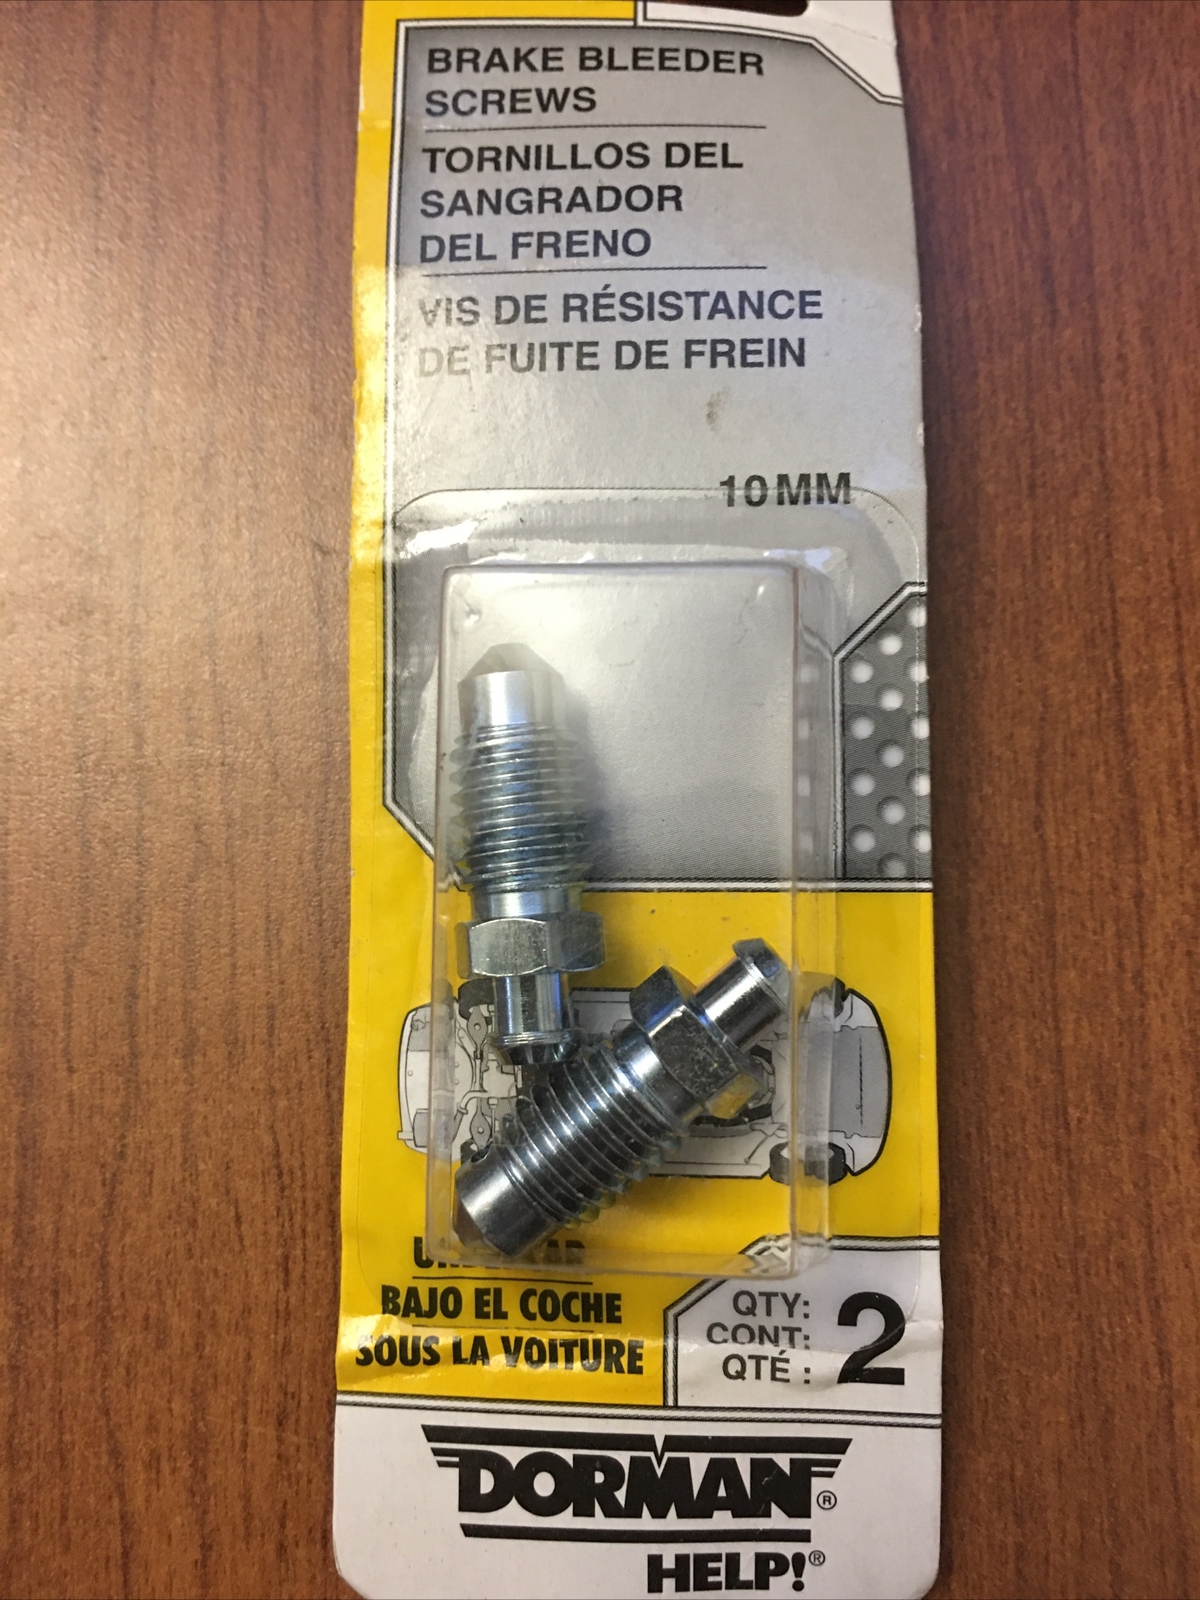 BRAKE BLEEDER
SCREWS
TORNILLOS DEL
SANGRADOR
DEL FRENO
VIS DE RÉSISTANCE
DE FUITE DE FREIN
10 MM
BAJO EL COCHE
SOUS LA VOITURE
QTY:
CONT:
QTÉ :
2
DORMAN®
HELP!®